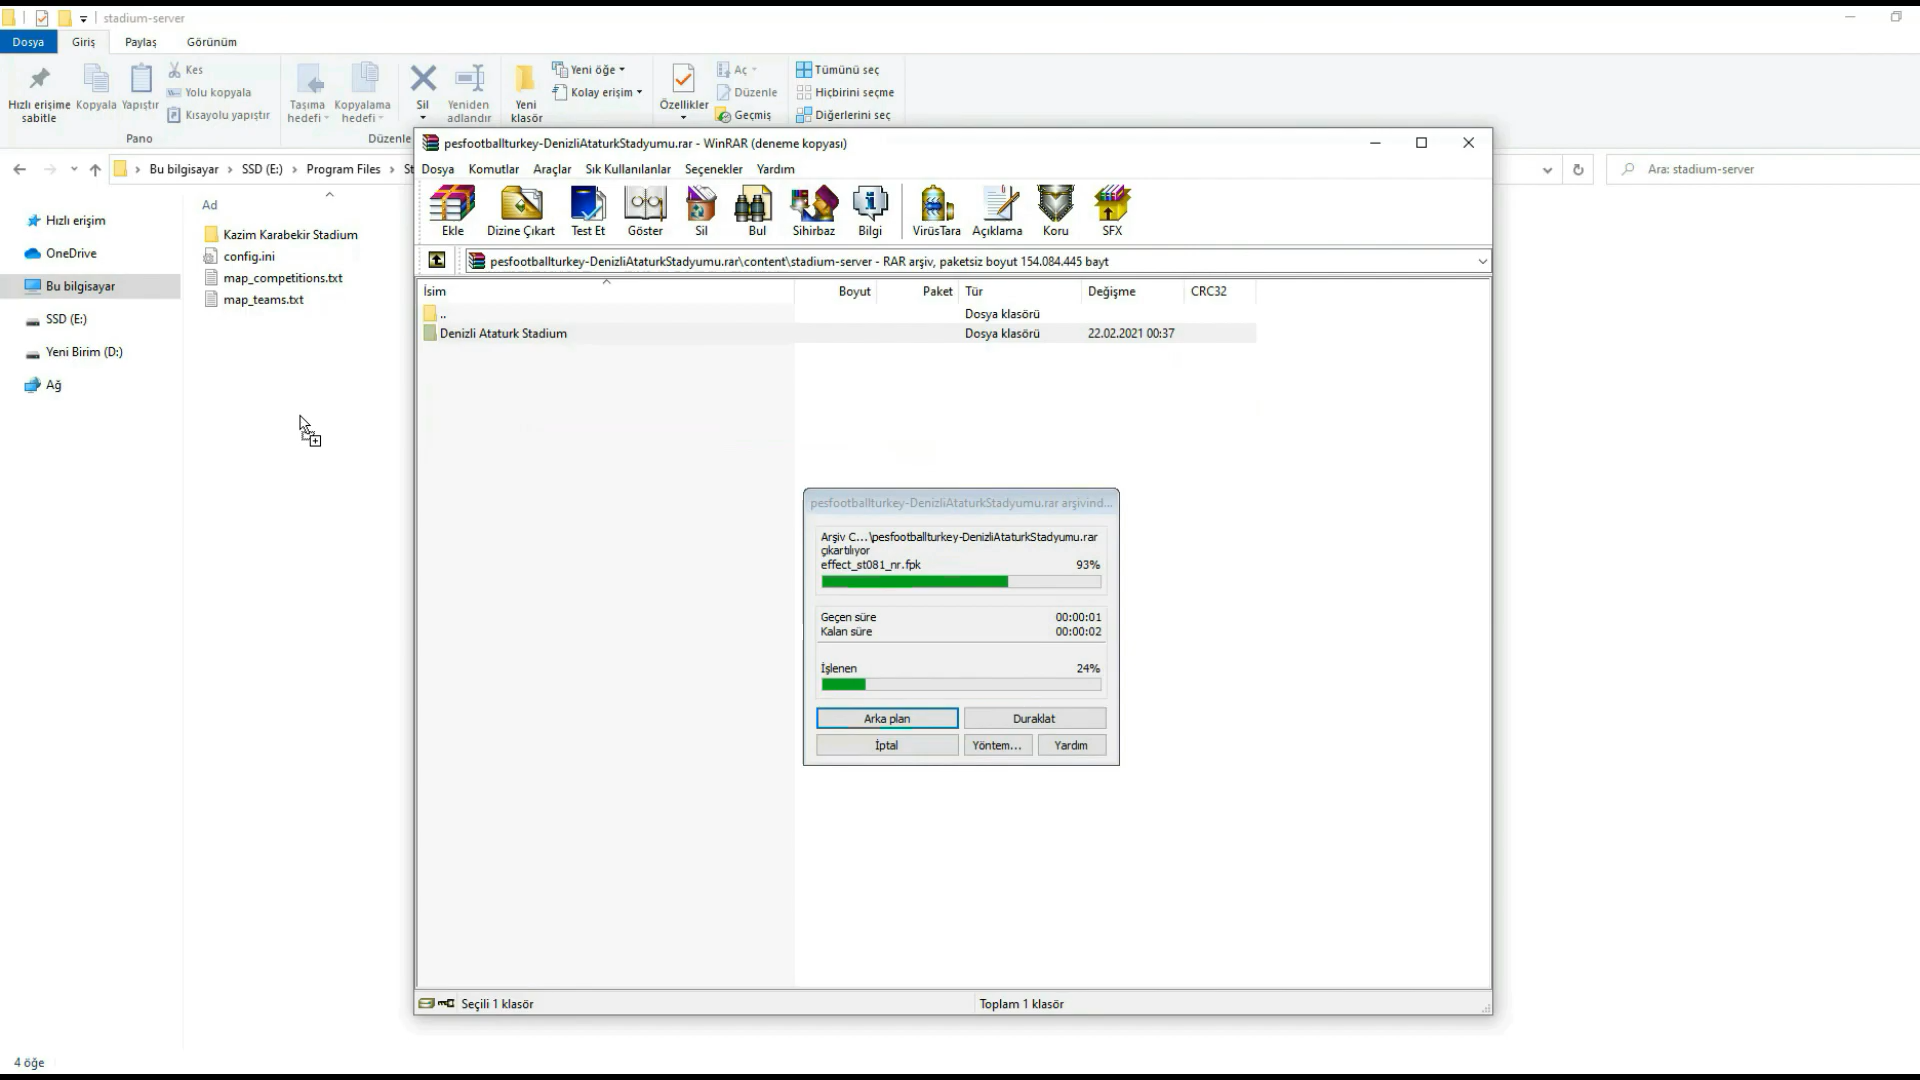 stadium-server
Dosya Giriş Paylaş Görünüm
Hızlı erişime sabitle
Kopyala
Yapıştır
Kes
Yolu kopyala
Kısayolu yapıştır
Pano
Taşıma hedefi
Kopyalama hedefi
Sil
Yeniden adlandır
Düzenle
Yeni klasör
Yeni öğe
Kolay erişim
Özellikler
Aç
Düzenle
Geçmiş
Tümünü seç
Hiçbirini seçme
Diğerlerini seç
Bu bilgisayar SSD (E:) Program Files St
Ara: stadium-server
Hızlı erişim
OneDrive
Bu bilgisayar
SSD (E:)
Yeni Birim (D:)
Ağ
Ad
Kazim Karabekir Stadium
config.ini
map_competitions.txt
map_teams.txt
4 öğe
pesfootballturkey-DenizliAtaturkStadyumu.rar - WinRAR (deneme kopyası)
Dosya Komutlar Araçlar Sık Kullanılanlar Seçenekler Yardım
Ekle Dizine Çıkart Test Et Göster Sil Bul Sihirbaz Bilgi VirüsTara Açıklama Koru SFX
pesfootballturkey-DenizliAtaturkStadyumu.rar\content\stadium-server - RAR arşiv, paketsiz boyut 154.084.445 bayt
İsim Boyut Paket Tür Değişme CRC32
.. Dosya klasörü
Denizli Ataturk Stadium Dosya klasörü 22.02.2021 00:37
pesfootballturkey-DenizliAtaturkStadyumu.rar arşivind...
Arşiv C...\pesfootballturkey-DenizliAtaturkStadyumu.rar
çıkartılıyor
effect_st081_nr.fpk 93%
Geçen süre 00:00:01
Kalan süre 00:00:02
İşlenen 24%
Arka plan Duraklat
İptal Yöntem... Yardım
Seçili 1 klasör Toplam 1 klasör